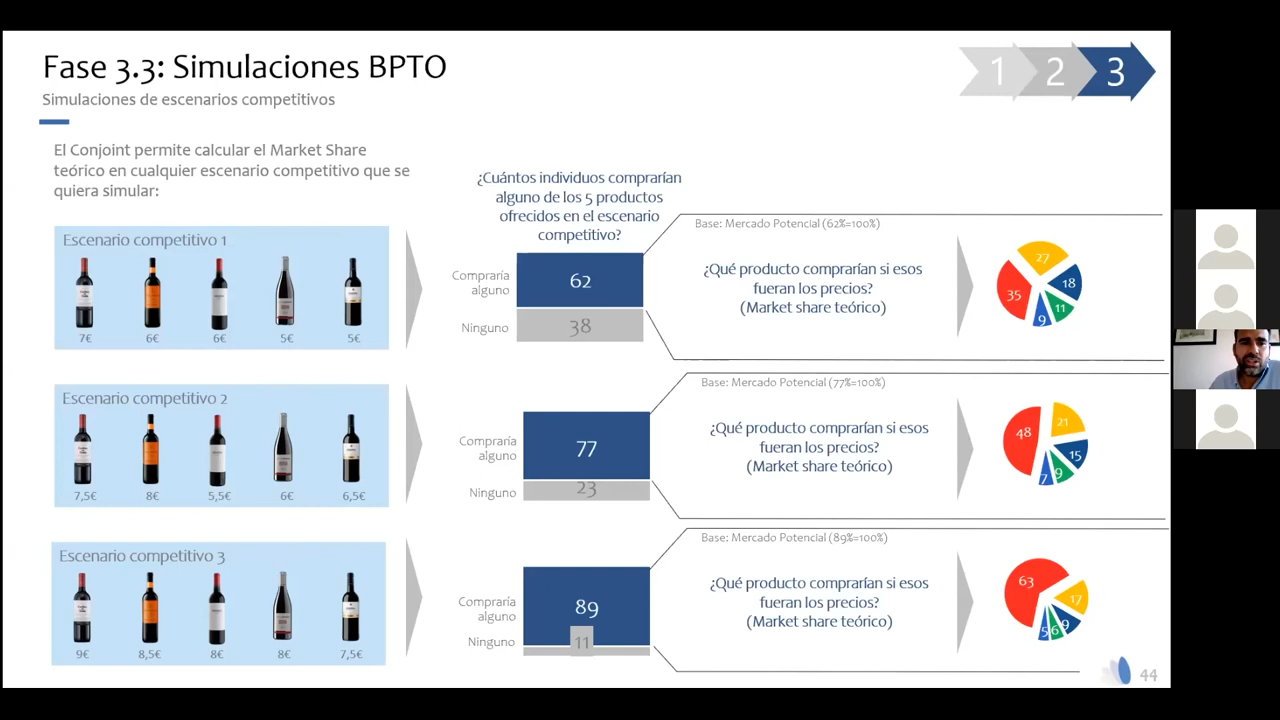 Fase 3.3: Simulaciones BPTO
Simulaciones de escenarios competitivos
1 2 3
El Conjoint permite calcular el Market Share
teórico en cualquier escenario competitivo que se
quiera simular:
¿Cuántos individuos comprarían
alguno de los 5 productos
ofrecidos en el escenario
competitivo?
Escenario competitivo 1
7€ 6€ 6€ 5€ 5€
Compraría
alguno
62
Ninguno
38
Base: Mercado Potencial (62%=100%)
¿Qué producto comprarían si esos
fueran los precios?
(Market share teórico)
27
18
11
9
35
Escenario competitivo 2
7,5€ 8€ 5,5€ 6€ 6,5€
Compraría
alguno
77
Ninguno
23
Base: Mercado Potencial (77%=100%)
¿Qué producto comprarían si esos
fueran los precios?
(Market share teórico)
21
15
9
7
48
Escenario competitivo 3
9€ 8,5€ 8€ 8€ 7,5€
Compraría
alguno
89
Ninguno
11
Base: Mercado Potencial (89%=100%)
¿Qué producto comprarían si esos
fueran los precios?
(Market share teórico)
17
9
6
5
63
44